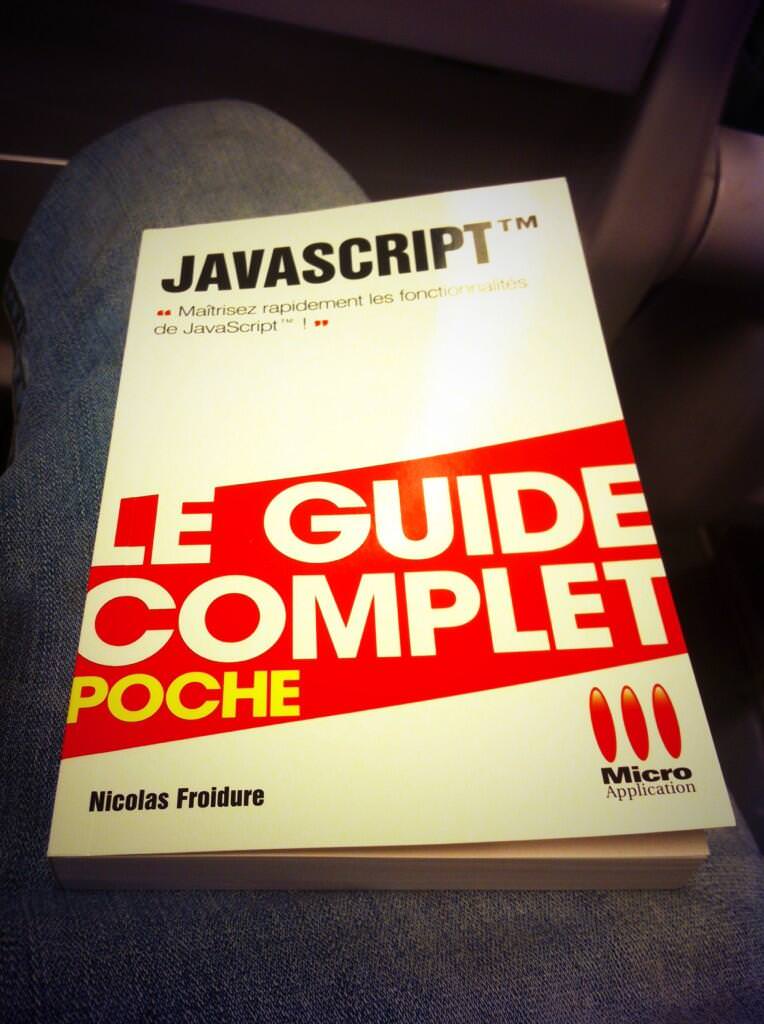 JAVASCRIPT™
“ Maîtrisez rapidement les fonctionnalités
de JavaScript™ ! ”
LE GUIDE
COMPLET
POCHE
Nicolas Froidure
Micro
Application